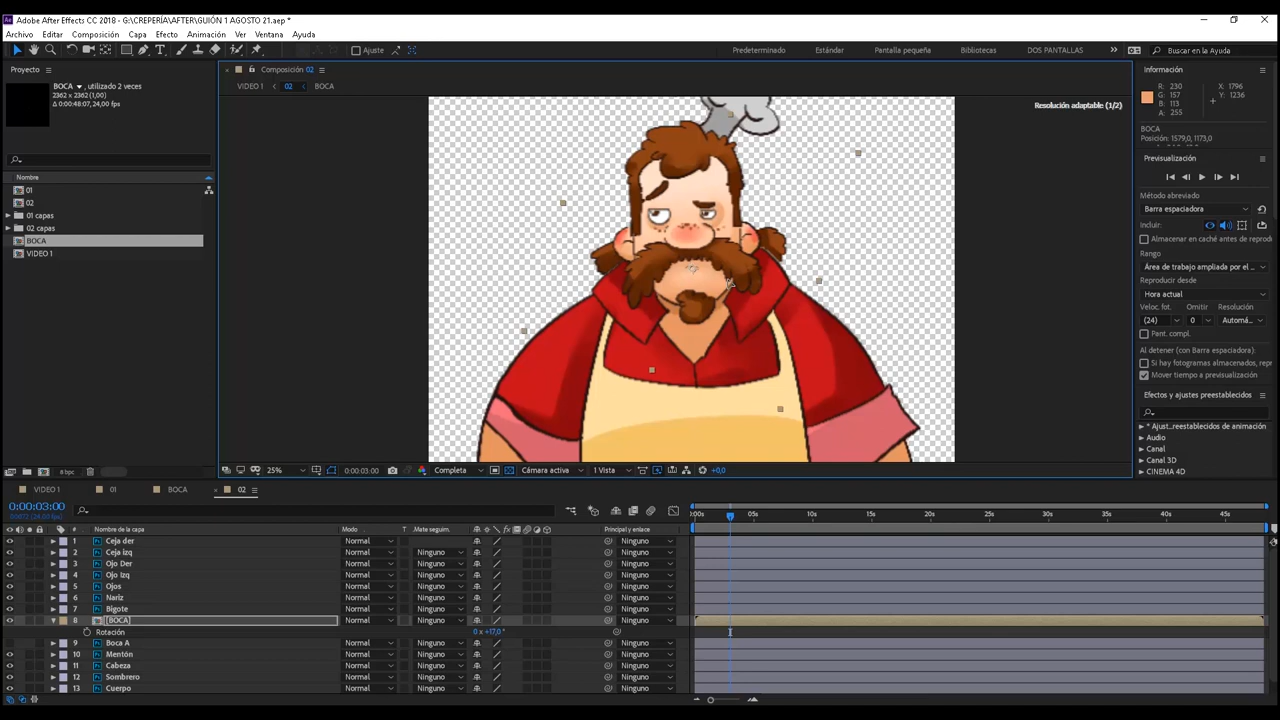 Adobe After Effects CC 2018 - G:\CREPERÍA\AFTER\GUIÓN 1 AGOSTO 21.aep *
Archivo Editar Composición Capa Efecto Animación Ver Ventana Ayuda
Ajuste Predeterminado Estándar Pantalla pequeña Bibliotecas DOS PANTALLAS Buscar en la Ayuda
Proyecto
BOCA , utilizado 2 veces
2362 x 2362 (1,00)
Δ 0:00:48:07, 24,00 fps
Nombre
01
02
01 capas
02 capas
BOCA
VIDEO 1
8 bpc
Composición 02
VIDEO 1 02 BOCA
Resolución adaptable (1/2)
25% 0:00:03:00 Completa Cámara activa 1 Vista +0,0
Información
R: 230
G: 157
B: 113
A: 255
X: 1796
Y: 1236
BOCA
Posición: 1579,0, 1173,0
Previsualización
Método abreviado
Barra espaciadora
Incluir:
Almacenar en caché antes de reprodu
Rango
Área de trabajo ampliada por el ...
Reproducir desde
Hora actual
Veloc. fot. Omitir Resolución
(24) 0 Automá...
Pant. compl.
Al detener (con Barra espaciadora):
Si hay fotogramas almacenados, repr
Mover tiempo a previsualización
Efectos y ajustes preestablecidos
* Ajust...reestablecidos de animación
Audio
Canal
Canal 3D
CINEMA 4D
VIDEO 1 01 BOCA 02
0:00:03:00
# Nombre de la capa Modo T .Mate seguim. Principal y enlace
:00s 05s 10s 15s 20s 25s 30s 35s 40s 45s
1 Ceja der Normal Ninguno
2 Ceja izq Normal Ninguno Ninguno
3 Ojo Der Normal Ninguno Ninguno
4 Ojo Izq Normal Ninguno Ninguno
5 Ojos Normal Ninguno Ninguno
6 Nariz Normal Ninguno Ninguno
7 Bigote Normal Ninguno Ninguno
8 [BOCA] Normal Ninguno Ninguno
Rotación 0 x +17,0°
9 Boca A Normal Ninguno Ninguno
10 Mentón Normal Ninguno Ninguno
11 Cabeza Normal Ninguno Ninguno
12 Sombrero Normal Ninguno Ninguno
13 Cuerpo Normal Ninguno Ninguno